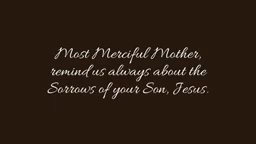 Most Merciful Mother,
remind us always about the
Sorrows of your Son, Jesus.